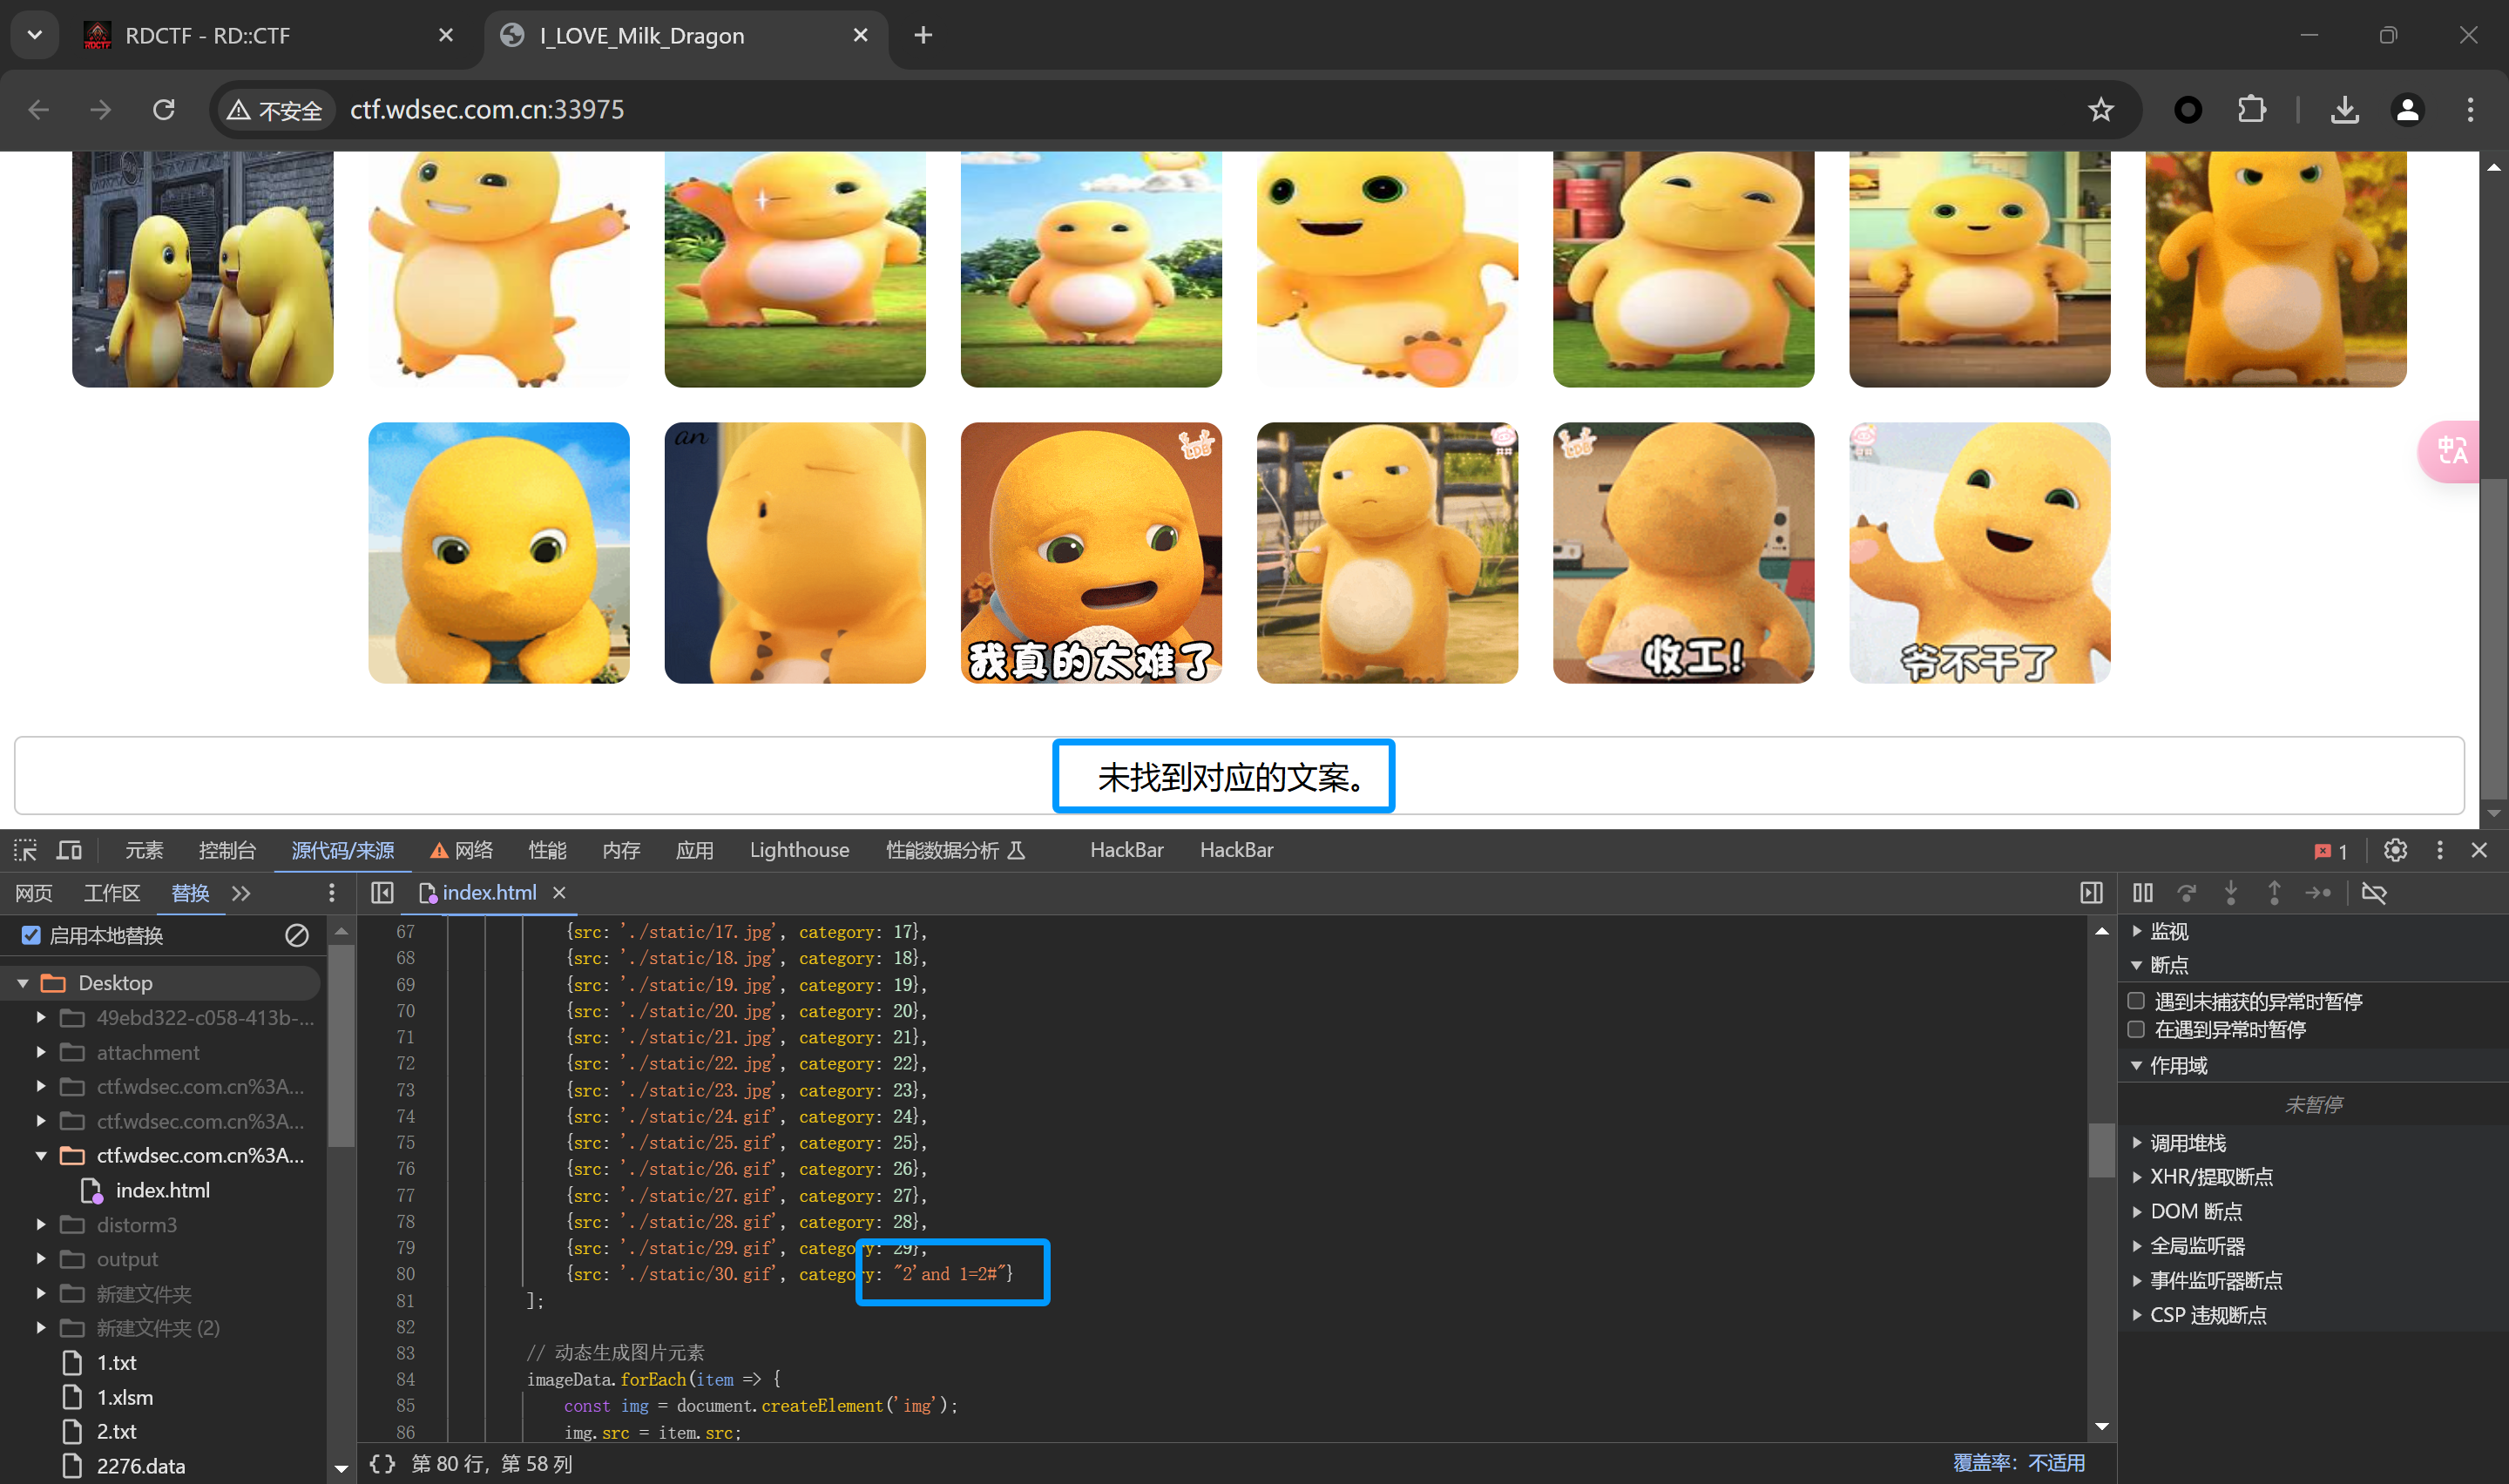 RDCTF - RD::CTF
I_LOVE_Milk_Dragon
不安全
ctf.wdsec.com.cn:33975
an
LDB
我真的太难了
LDB
收工!
爷不干了
未找到对应的文案。
元素 控制台 源代码/来源 网络 性能 内存 应用 Lighthouse 性能数据分析 HackBar HackBar 1
网页 工作区 替换 index.html
启用本地替换
Desktop
49ebd322-c058-413b-...
attachment
ctf.wdsec.com.cn%3A...
ctf.wdsec.com.cn%3A...
ctf.wdsec.com.cn%3A...
index.html
distorm3
output
新建文件夹
新建文件夹 (2)
1.txt
1.xlsm
2.txt
2276.data
67 {src: './static/17.jpg', category: 17},
68 {src: './static/18.jpg', category: 18},
69 {src: './static/19.jpg', category: 19},
70 {src: './static/20.jpg', category: 20},
71 {src: './static/21.jpg', category: 21},
72 {src: './static/22.jpg', category: 22},
73 {src: './static/23.jpg', category: 23},
74 {src: './static/24.gif', category: 24},
75 {src: './static/25.gif', category: 25},
76 {src: './static/26.gif', category: 26},
77 {src: './static/27.gif', category: 27},
78 {src: './static/28.gif', category: 28},
79 {src: './static/29.gif', category: 29},
80 {src: './static/30.gif', category: "2'and 1=2#"}
81 ];
82
83 // 动态生成图片元素
84 imageData.forEach(item => {
85 const img = document.createElement('img');
86 img.src = item.src;
{} 第 80 行，第 58 列
覆盖率：不适用
监视
断点
遇到未捕获的异常时暂停
在遇到异常时暂停
作用域
未暂停
调用堆栈
XHR/提取断点
DOM 断点
全局监听器
事件监听器断点
CSP 违规断点